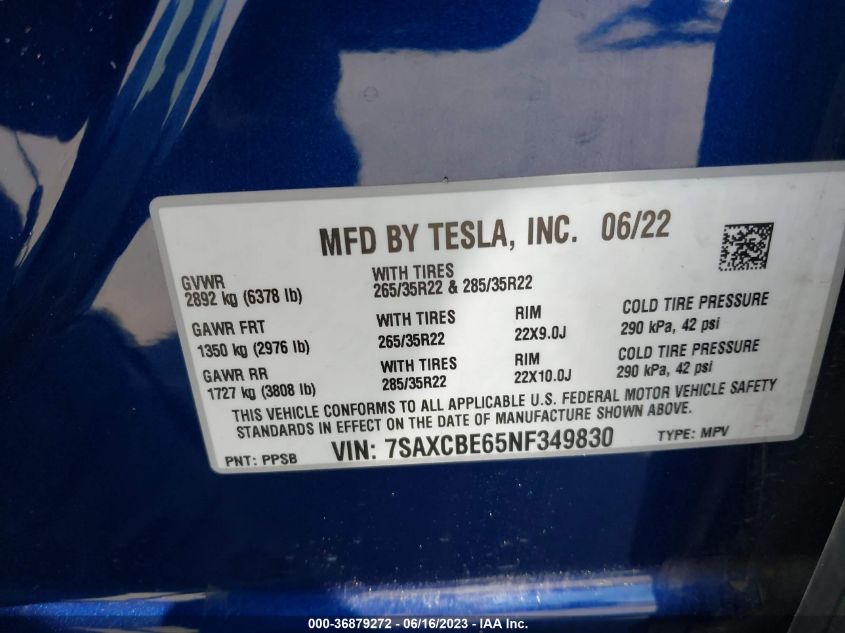 MFD BY TESLA, INC. 06/22
GVWR
2892 kg (6378 lb)
WITH TIRES
265/35R22 & 285/35R22
GAWR FRT
1350 kg (2976 lb)
WITH TIRES
265/35R22
RIM
22X9.0J
COLD TIRE PRESSURE
290 kPa, 42 psi
GAWR RR
1727 kg (3808 lb)
WITH TIRES
285/35R22
RIM
22X10.0J
COLD TIRE PRESSURE
290 kPa, 42 psi
THIS VEHICLE CONFORMS TO ALL APPLICABLE U.S. FEDERAL MOTOR VEHICLE SAFETY
STANDARDS IN EFFECT ON THE DATE OF MANUFACTURE SHOWN ABOVE.
PNT: PPSB VIN: 7SAXCBE65NF349830 TYPE: MPV
000-36879272 - 06/16/2023 - IAA Inc.